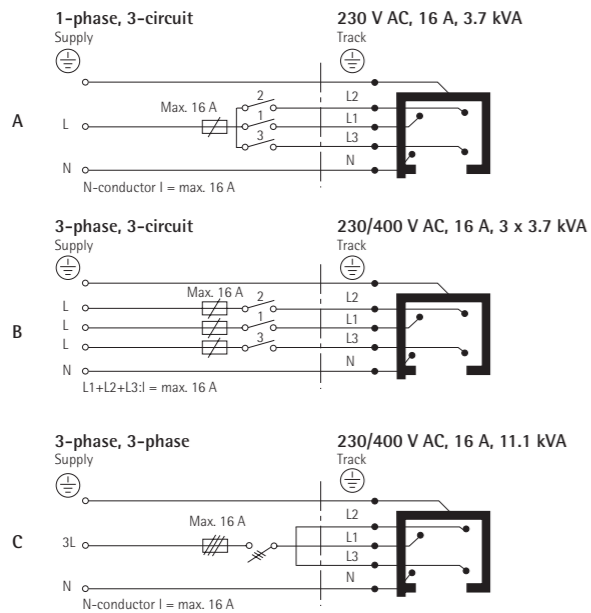 1-phase, 3-circuit
230 V AC, 16 A, 3.7 kVA
Supply
Track
2
L2
Max. 16 A
A
L
1
L1
3
L3
N
N
N-conductor I = max. 16 A
3-phase, 3-circuit
230/400 V AC, 16 A, 3 x 3.7 kVA
Supply
Track
Max. 16 A
2
L
L2
L
1
L1
B
L
3
L3
N
N
L1+L2+L3:I = max. 16 A
3-phase, 3-phase
230/400 V AC, 16 A, 11.1 kVA
Supply
Track
L2
Max. 16 A
C
3L
L1
L3
N
N
N-conductor I = max. 16 A